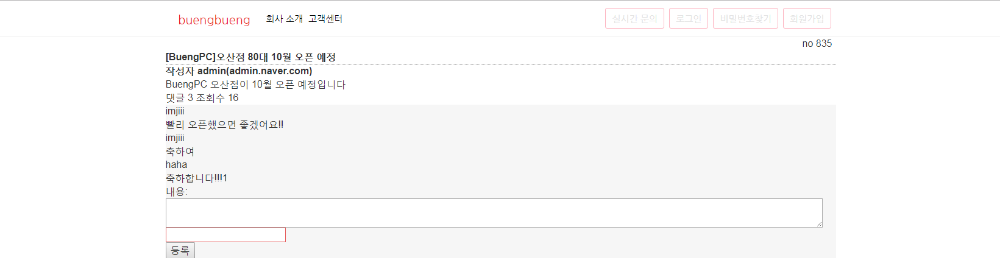 buengbueng 회사 소개 고객센터 실시간 문의 로그인 비밀번호찾기 회원가입
no 835
[BuengPC]오산점 80대 10월 오픈 예정
작성자 admin(admin.naver.com)
BuengPC 오산점이 10월 오픈 예정입니다
댓글 3 조회수 16
imjiii
빨리 오픈했으면 좋겠어요!!
imjiii
축하여
haha
축하합니다!!!1
내용:
등록